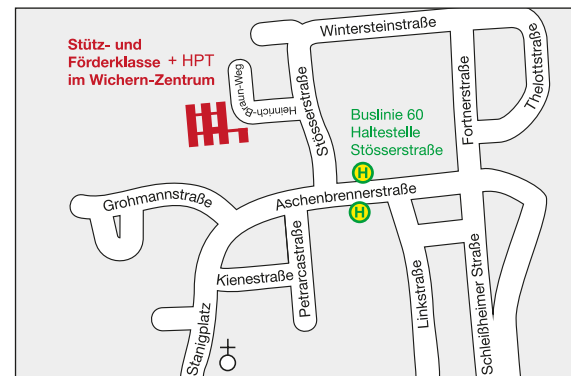 Wintersteinstraße
Stütz- und
Förderklasse + HPT
im Wichern-Zentrum
Heinrich-Braun-Weg
Stösserstraße
Fortnerstraße
Thelottstraße
Buslinie 60
Haltestelle
Stösserstraße
H
Aschenbrennerstraße
H
Grohmannstraße
Petrarcastraße
Kienestraße
Stanigplatz
Linkstraße
Schleißheimer Straße